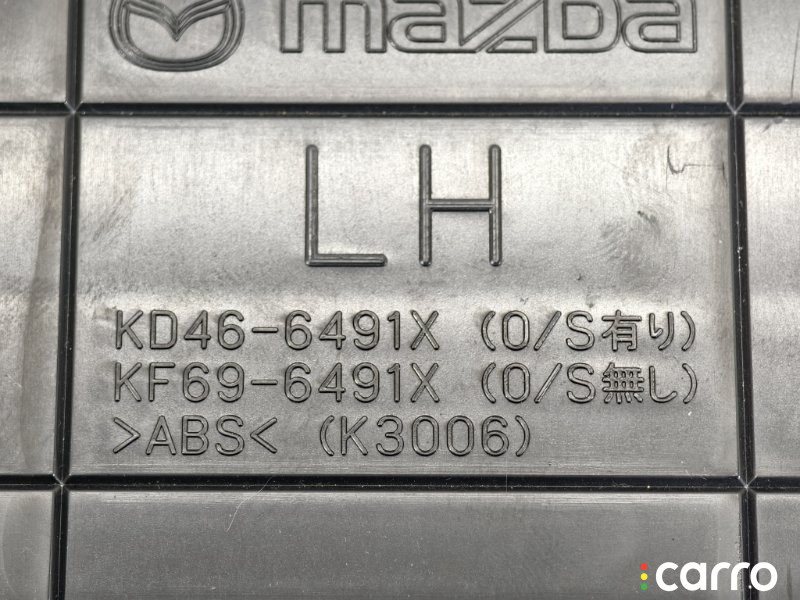 mazda
LH
KD46-6491X (O/S有り)
KF69-6491X (O/S無し)
>ABS< (K3006)
carro